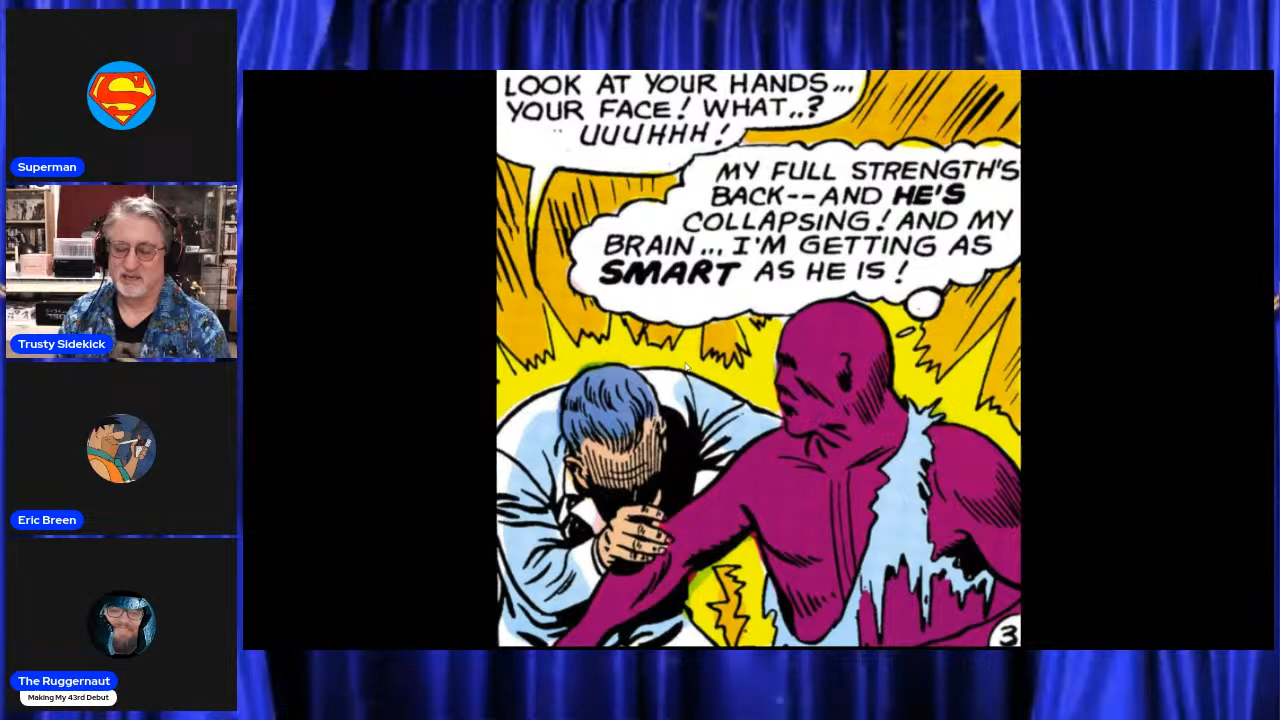 Superman
Trusty Sidekick
Eric Breen
The Ruggernaut
Making My 43rd Debut
LOOK AT YOUR HANDS...
YOUR FACE! WHAT..?
UUUHHH!
MY FULL STRENGTH'S
BACK--AND HE'S
COLLAPSING! AND MY
BRAIN... I'M GETTING AS
SMART AS HE IS!
3